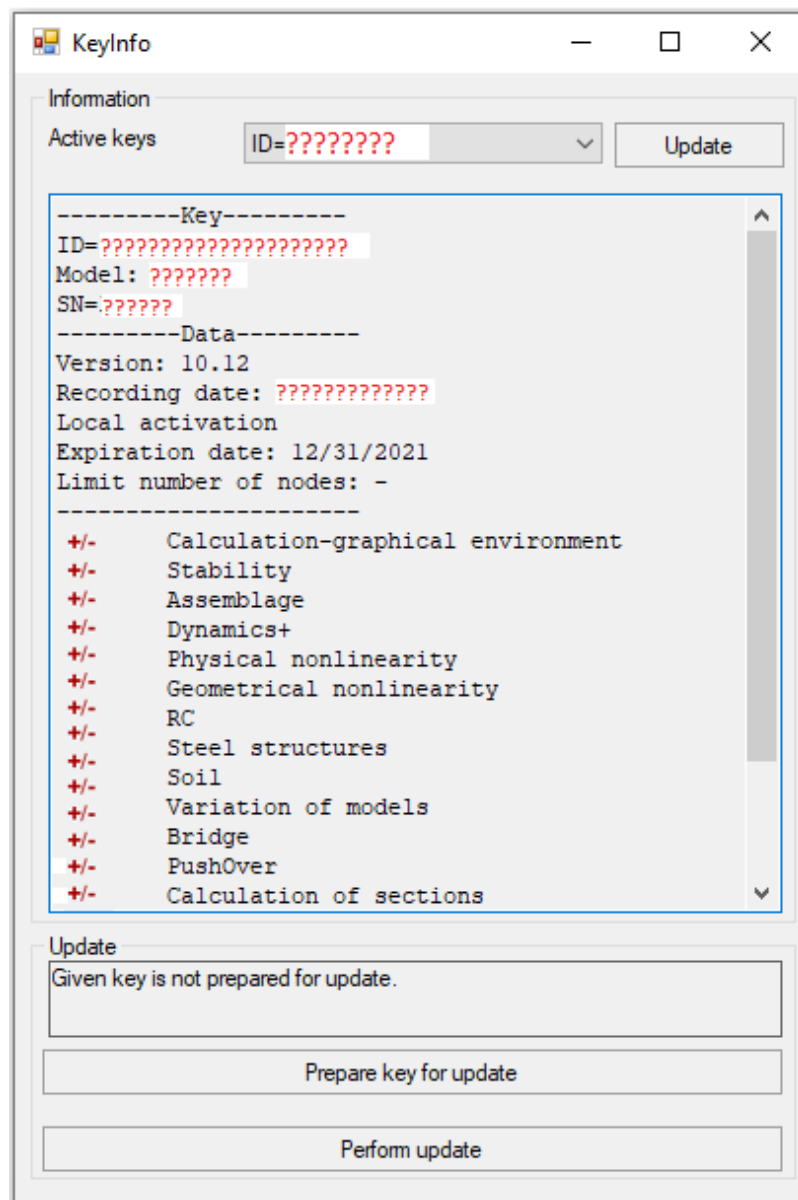 KeyInfo
Information
Active keys ID=???????? Update
---------Key---------
ID=?????????????????????
Model: ???????
SN=??????
---------Data---------
Version: 10.12
Recording date: ?????????????
Local activation
Expiration date: 12/31/2021
Limit number of nodes: -
----------------------
+/- Calculation-graphical environment
+/- Stability
+/- Assemblage
+/- Dynamics+
+/- Physical nonlinearity
+/- Geometrical nonlinearity
+/- RC
+/- Steel structures
+/- Soil
+/- Variation of models
+/- Bridge
+/- PushOver
+/- Calculation of sections
Update
Given key is not prepared for update.
Prepare key for update
Perform update